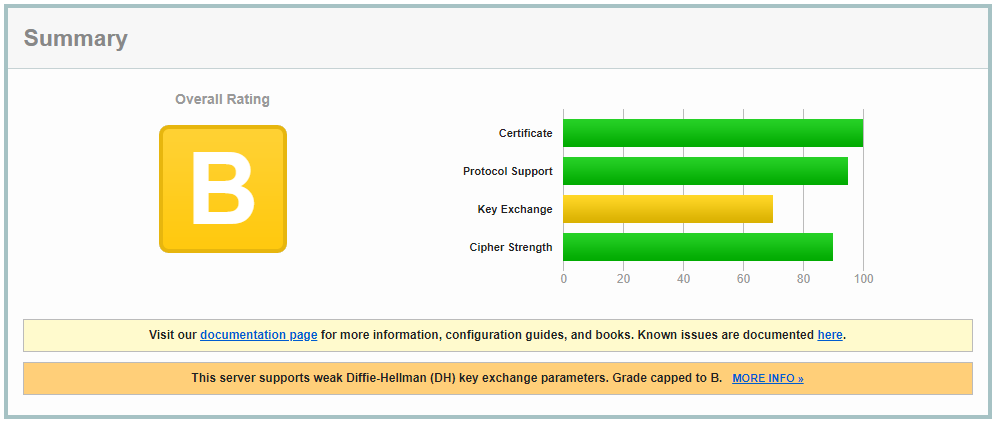 Summary
Overall Rating
B
Certificate
Protocol Support
Key Exchange
Cipher Strength
0 20 40 60 80 100
Visit our documentation page for more information, configuration guides, and books. Known issues are documented here.
This server supports weak Diffie-Hellman (DH) key exchange parameters. Grade capped to B. MORE INFO »